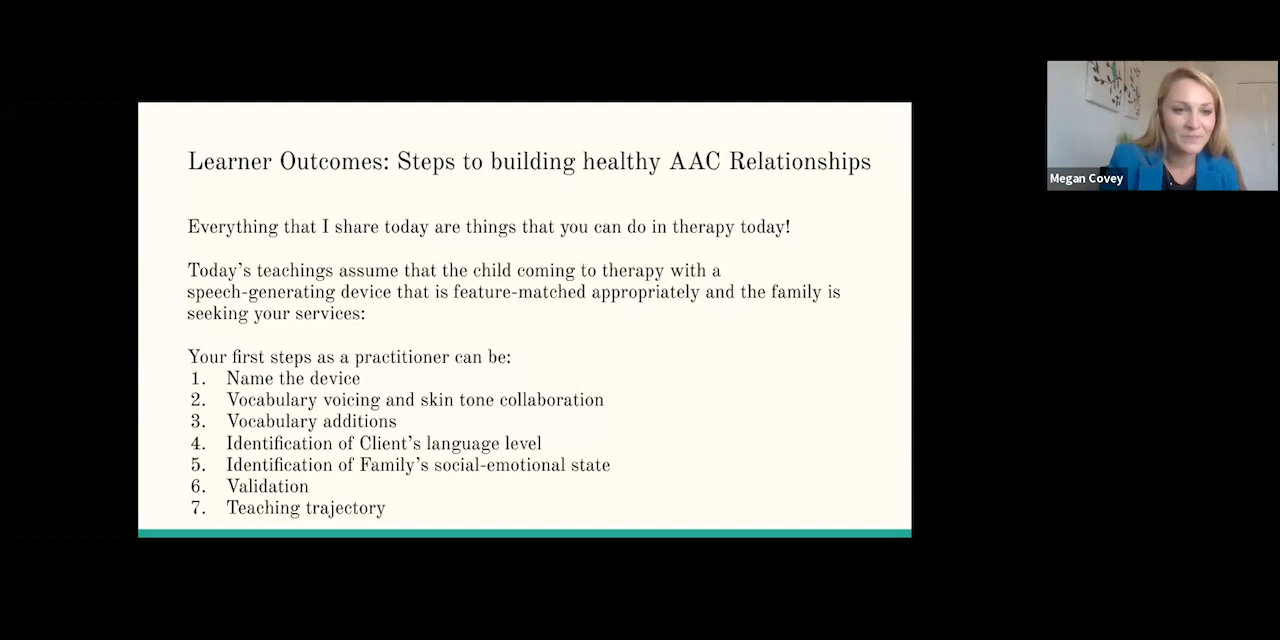 Learner Outcomes: Steps to building healthy AAC Relationships
Everything that I share today are things that you can do in therapy today!
Today's teachings assume that the child coming to therapy with a
speech-generating device that is feature-matched appropriately and the family is
seeking your services:
Your first steps as a practitioner can be:
1. Name the device
2. Vocabulary voicing and skin tone collaboration
3. Vocabulary additions
4. Identification of Client's language level
5. Identification of Family's social-emotional state
6. Validation
7. Teaching trajectory
Megan Covey